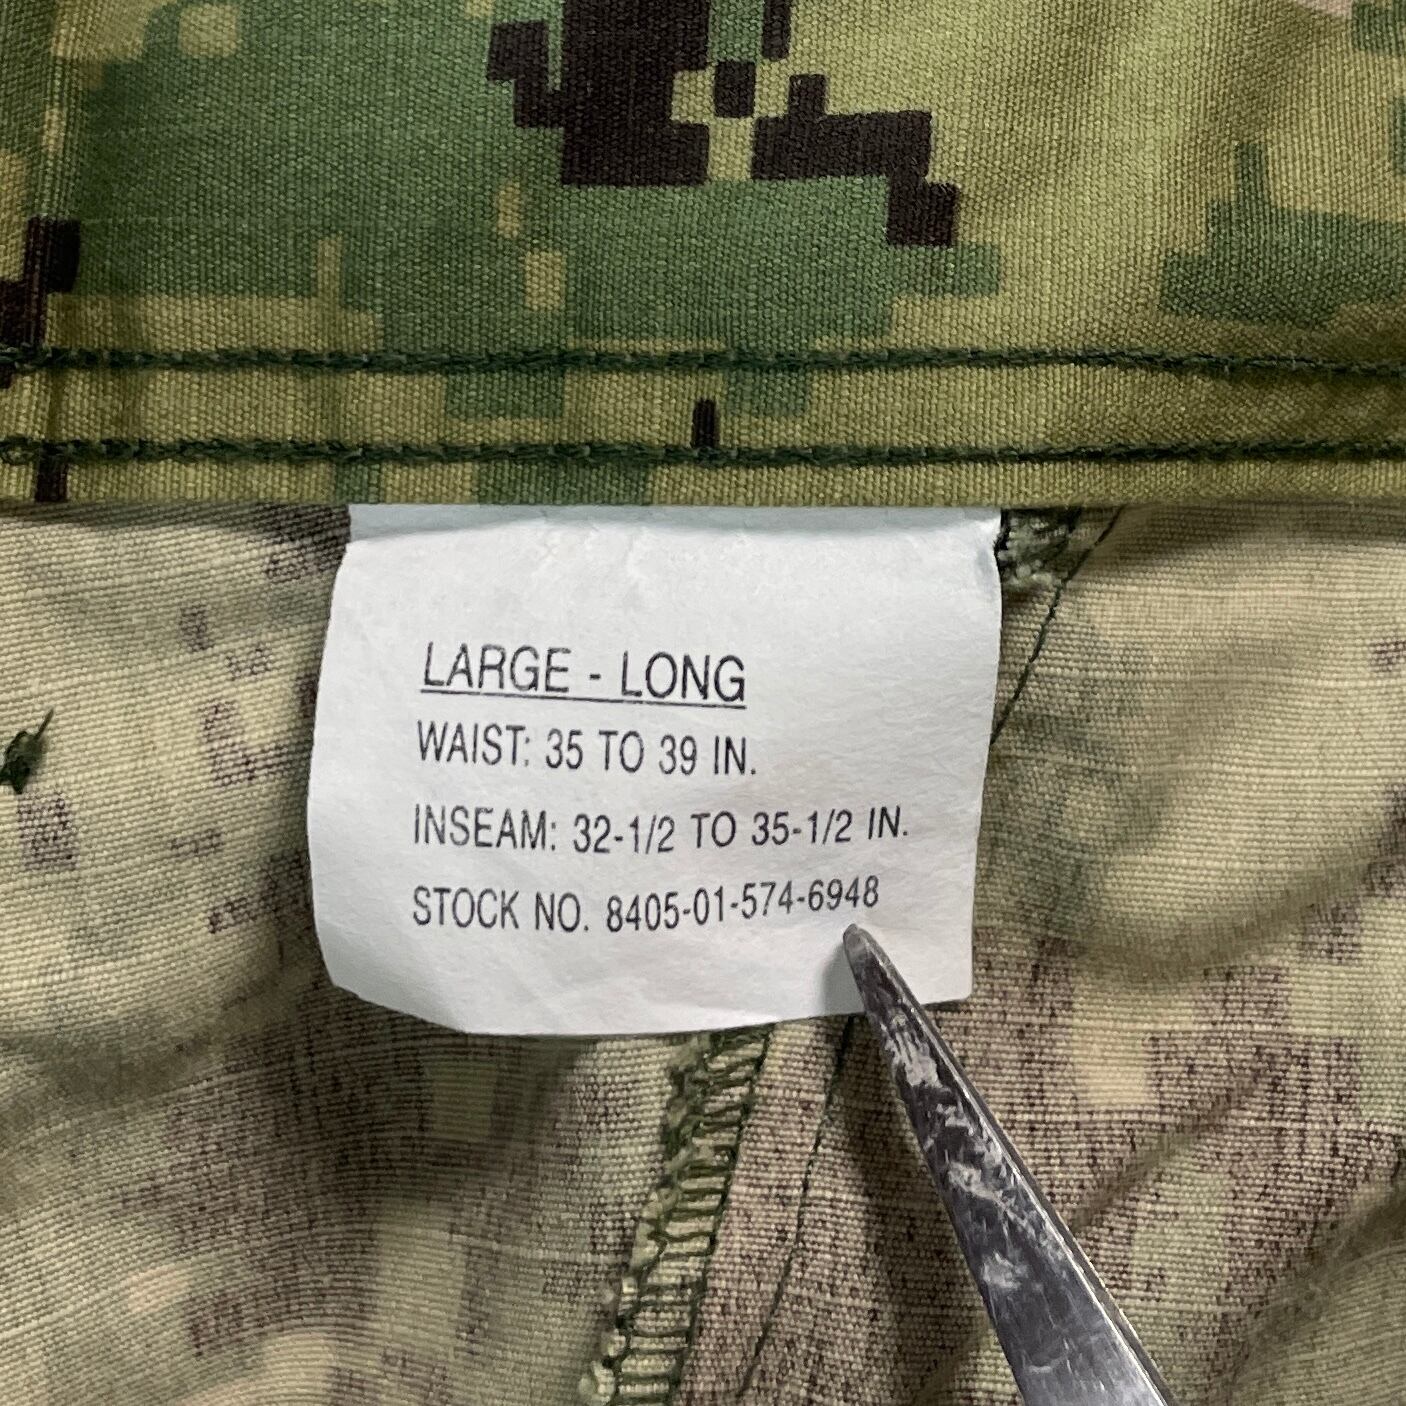 LARGE - LONG
WAIST: 35 TO 39 IN.
INSEAM: 32-1/2 TO 35-1/2 IN.
STOCK NO. 8405-01-574-6948